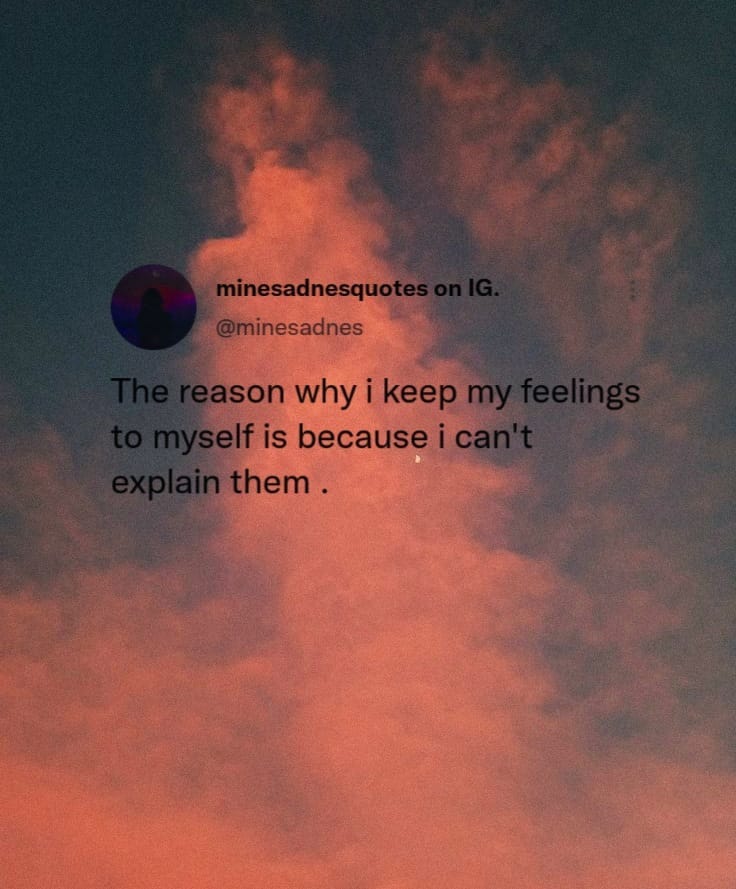 minesadnesquotes on IG.
@minesadnes
The reason why i keep my feelings
to myself is because i can't
explain them .